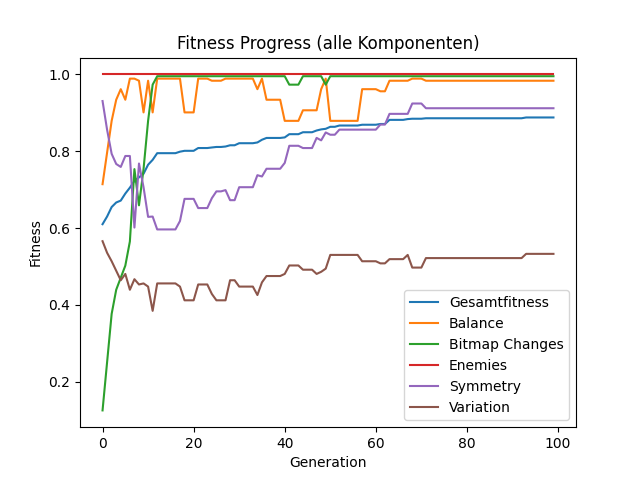 Fitness Progress (alle Komponenten)
Fitness
1.0
0.8
0.6
0.4
0.2
Gesamtfitness
Balance
Bitmap Changes
Enemies
Symmetry
Variation
0 20 40 60 80 100
Generation